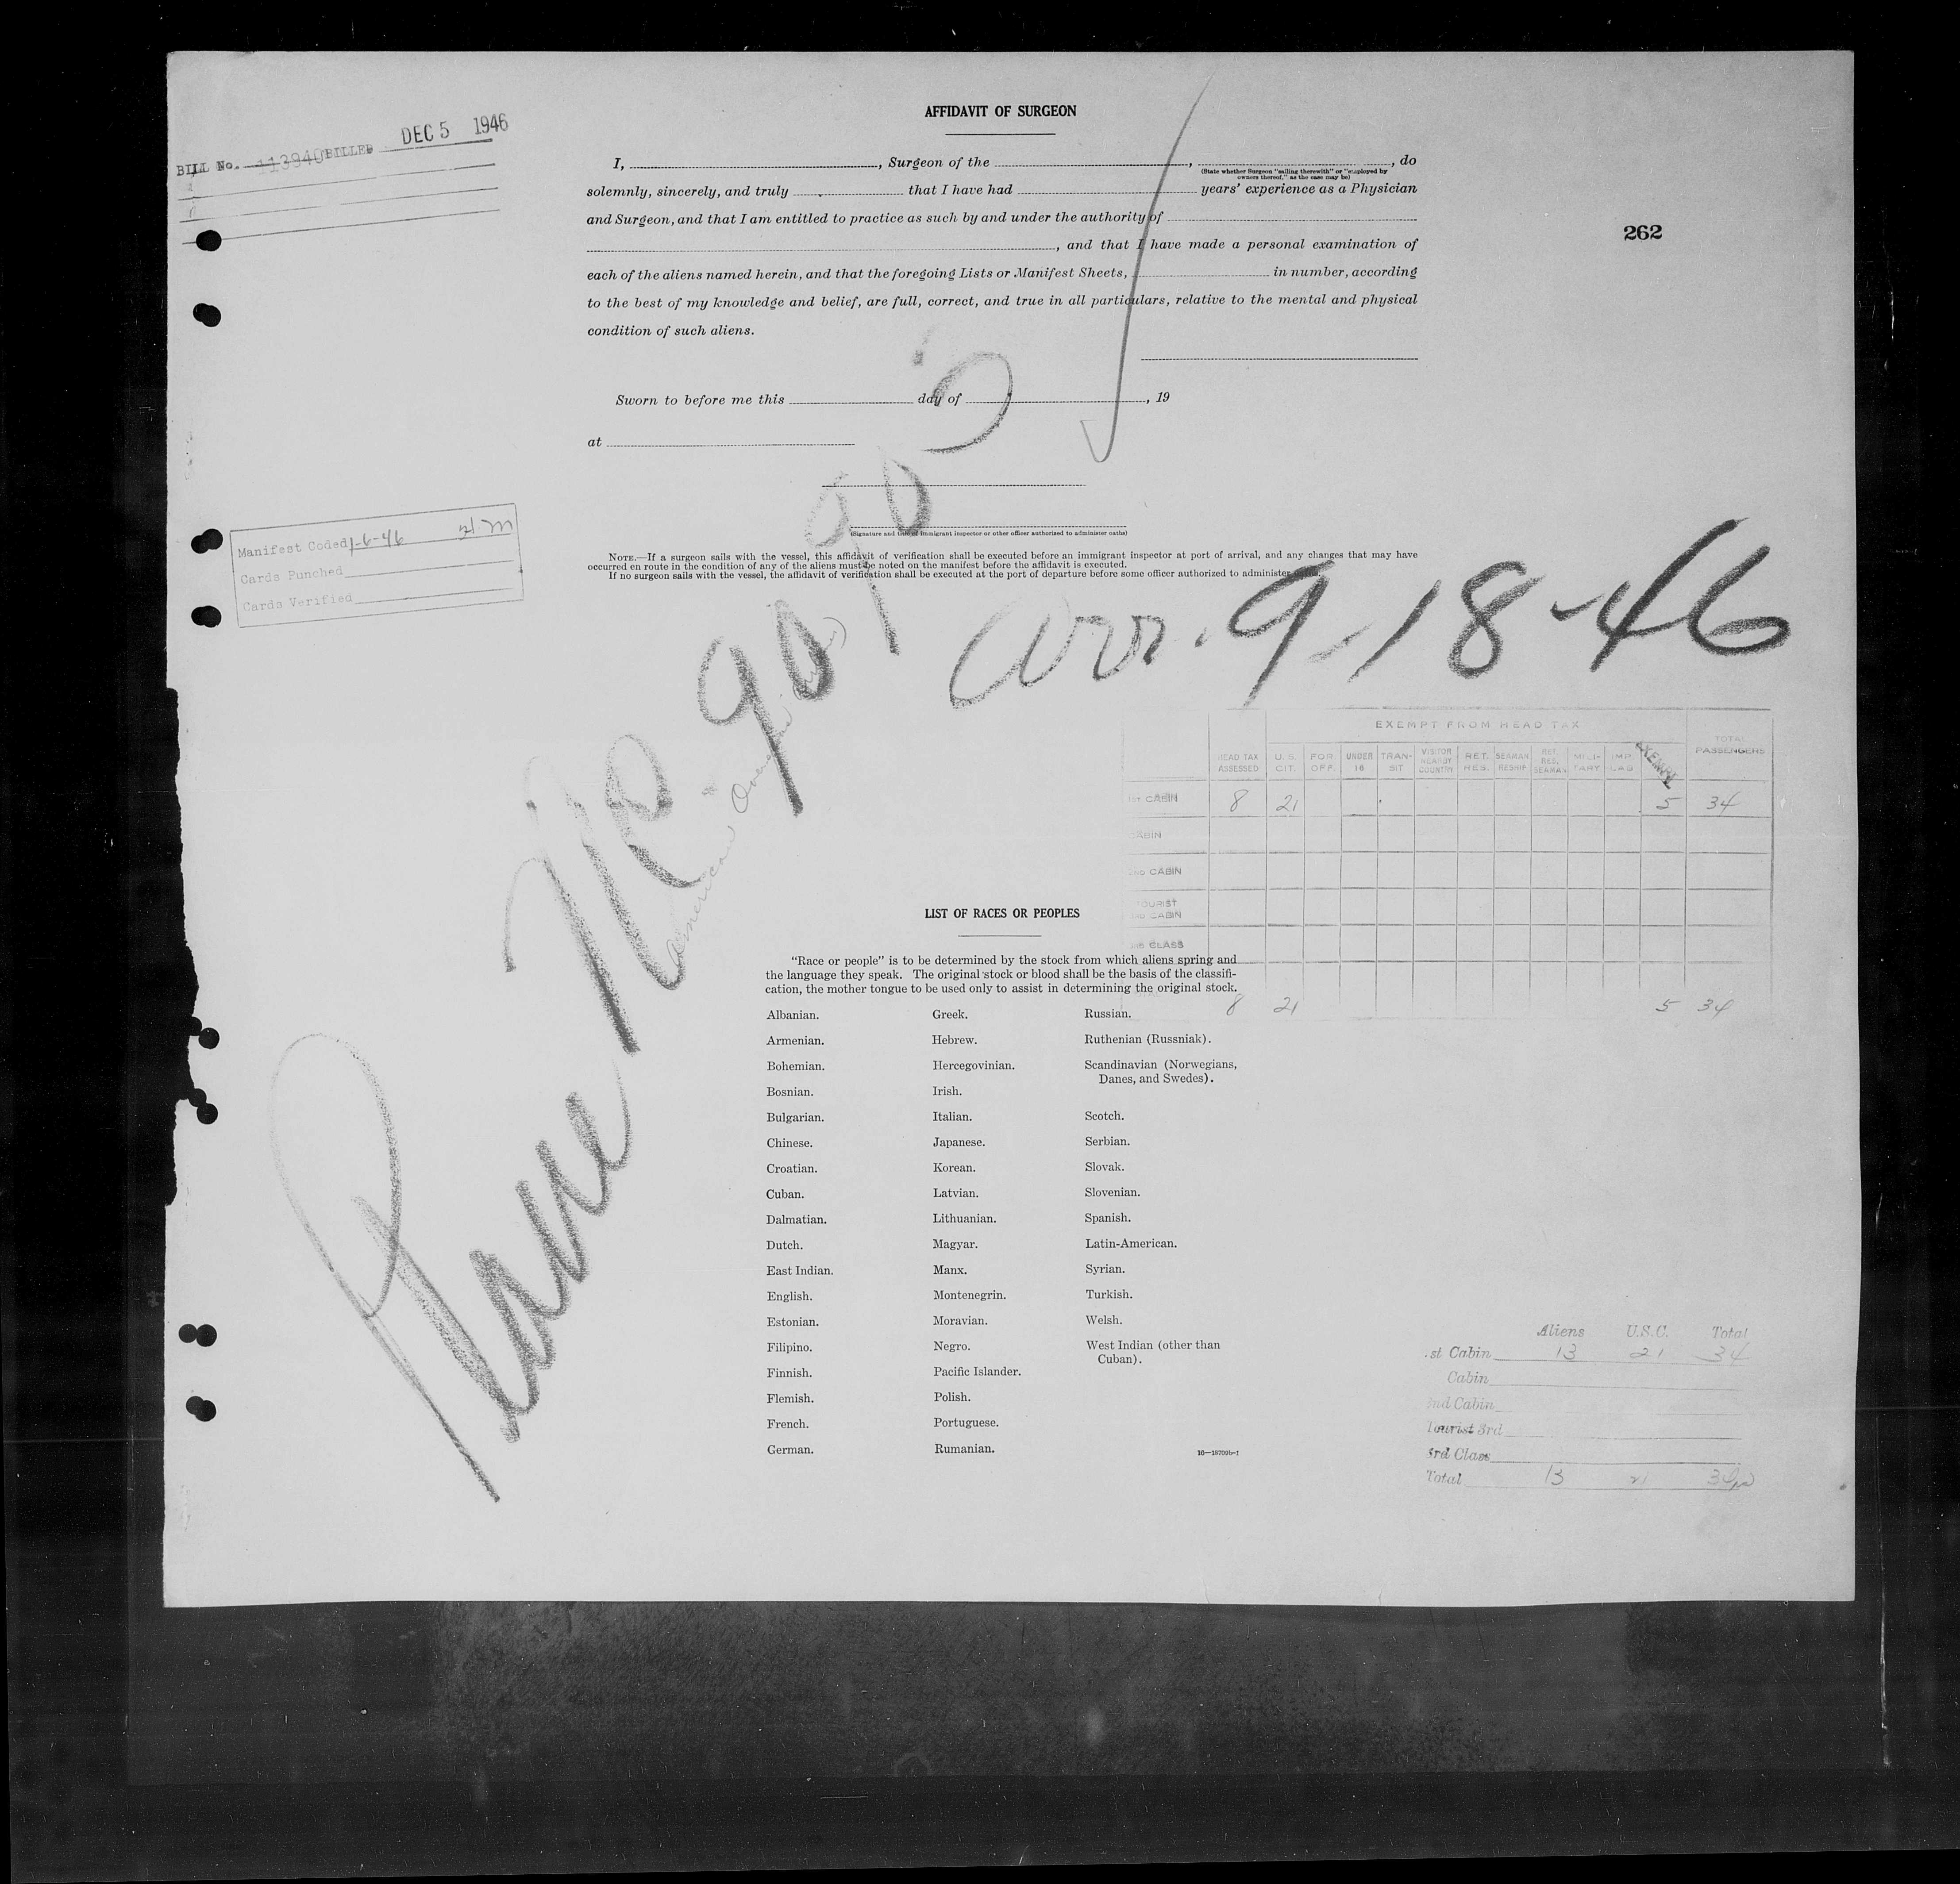 AFFIDAVIT OF SURGEON
DEC 5 1946
BILL No. 113940 BILLED
I, , Surgeon of the , , do
(State whether Surgeon "sailing therewith" or "employed by
owners thereof," as the case may be)
solemnly, sincerely, and truly that I have had years' experience as a Physician
and Surgeon, and that I am entitled to practice as such by and under the authority of
, and that I have made a personal examination of
each of the aliens named herein, and that the foregoing Lists or Manifest Sheets, in number, according
to the best of my knowledge and belief, are full, correct, and true in all particulars, relative to the mental and physical
condition of such aliens.
262
Sworn to before me this day of , 19
at
(Signature and title of immigrant inspector or other officer authorized to administer oaths)
NOTE.—If a surgeon sails with the vessel, this affidavit of verification shall be executed before an immigrant inspector at port of arrival, and any changes that may have
occurred en route in the condition of any of the aliens must be noted on the manifest before the affidavit is executed.
If no surgeon sails with the vessel, the affidavit of verification shall be executed at the port of departure before some officer authorized to administer
Manifest Coded -6-46
Cards Punched
Cards Verified
Plane NC-90905
American Overseas
arr. 9-18-46
EXEMPT FROM HEAD TAX
HEAD TAX ASSESSED U.S. CIT. FOR. OFF. UNDER 16 TRANSIT VISITOR NEARBY COUNTRY RET. RES. SEAMAN RESHIP. RET. RES. SEAMAN MILITARY EXEMPT TOTAL PASSENGERS
1ST CABIN 8 21 5 34
CABIN
2ND CABIN
TOURIST
3RD CABIN
3RD CLASS
8 21 5 34
LIST OF RACES OR PEOPLES
"Race or people" is to be determined by the stock from which aliens spring and
the language they speak. The original stock or blood shall be the basis of the classifi-
cation, the mother tongue to be used only to assist in determining the original stock.
Albanian.
Armenian.
Bohemian.
Bosnian.
Bulgarian.
Chinese.
Croatian.
Cuban.
Dalmatian.
Dutch.
East Indian.
English.
Estonian.
Filipino.
Finnish.
Flemish.
French.
German.
Greek.
Hebrew.
Hercegovinian.
Irish.
Italian.
Japanese.
Korean.
Latvian.
Lithuanian.
Magyar.
Manx.
Montenegrin.
Moravian.
Negro.
Pacific Islander.
Polish.
Portuguese.
Rumanian.
Russian.
Ruthenian (Russniak).
Scandinavian (Norwegians,
Danes, and Swedes).
Scotch.
Serbian.
Slovak.
Slovenian.
Spanish.
Latin-American.
Syrian.
Turkish.
Welsh.
West Indian (other than
Cuban).
16—18709b-1
Aliens U.S.C. Total
1st Cabin 13 21 34
Cabin
2nd Cabin
Tourist 3rd
3rd Class
Total 13 21 34